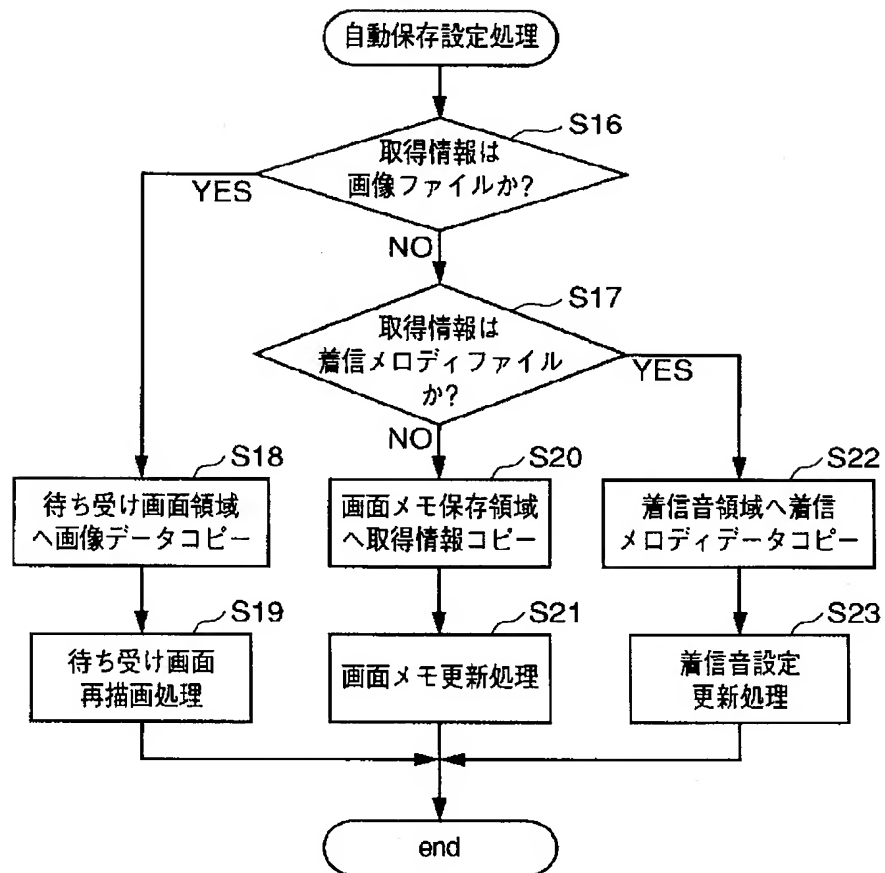 自動保存設定処理
S16
取得情報は
画像ファイルか?
YES
NO
S17
取得情報は
着信メロディファイル
か?
YES
NO
S18
待ち受け画面領域
へ画像データコピー
S20
画面メモ保存領域
へ取得情報コピー
S22
着信音領域へ着信
メロディデータコピー
S19
待ち受け画面
再描画処理
S21
画面メモ更新処理
S23
着信音設定
更新処理
end